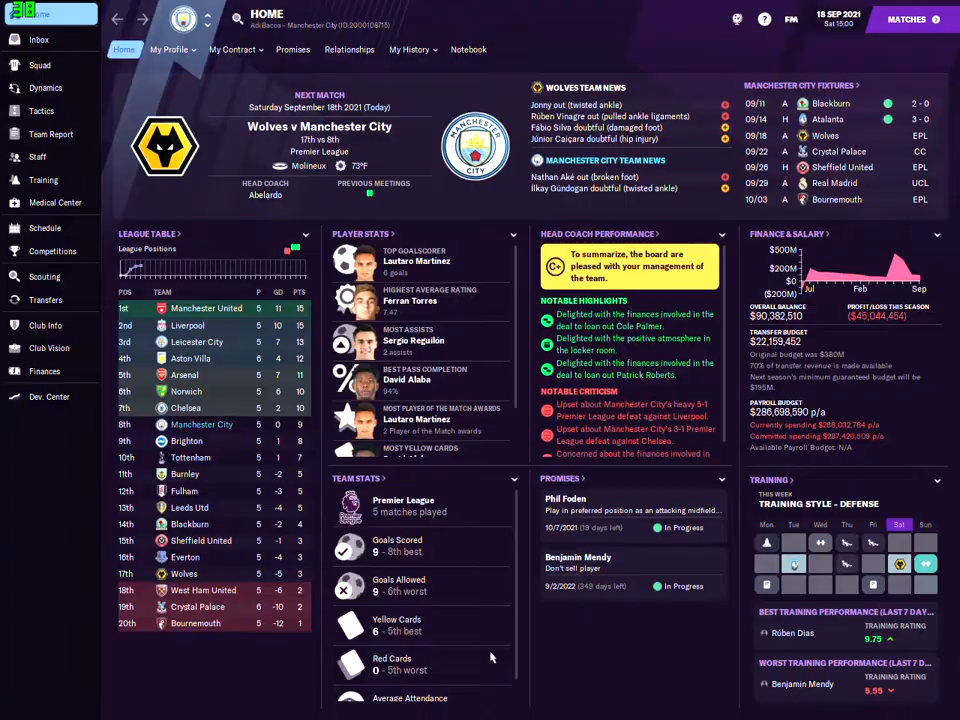 38
Home
HOME
Adi Bacos - Manchester City (ID:2000108715)
FM
18 SEP 2021
Sat 15:00
MATCHES
Inbox
Squad
Dynamics
Tactics
Team Report
Staff
Training
Medical Center
Schedule
Competitions
Scouting
Transfers
Club Info
Club Vision
Finances
Dev. Center
Home
My Profile
My Contract
Promises
Relationships
My History
Notebook
NEXT MATCH
Saturday September 18th 2021 (Today)
Wolves v Manchester City
17th vs 8th
Premier League
Molineux
73°F
HEAD COACH
Abelardo
PREVIOUS MEETINGS
MANCHESTER
CITY
WOLVES TEAM NEWS
Jonny out (twisted ankle)
Rúben Vinagre out (pulled ankle ligaments)
Fábio Silva doubtful (damaged foot)
Júnior Caiçara doubtful (hip injury)
MANCHESTER CITY TEAM NEWS
Nathan Aké out (broken foot)
İlkay Gündogan doubtful (twisted ankle)
MANCHESTER CITY FIXTURES
09/11 A Blackburn 2 - 0
09/14 H Atalanta 3 - 0
09/18 A Wolves EPL
09/22 A Crystal Palace CC
09/26 H Sheffield United EPL
09/29 A Real Madrid UCL
10/03 A Bournemouth EPL
LEAGUE TABLE
League Positions
POS TEAM P GD PTS
1st Manchester United 5 11 15
2nd Liverpool 5 10 15
3rd Leicester City 5 7 13
4th Aston Villa 6 4 12
5th Arsenal 5 7 11
6th Norwich 5 6 10
7th Chelsea 5 2 10
8th Manchester City 5 0 9
9th Brighton 5 1 8
10th Tottenham 5 1 7
11th Burnley 5 -2 5
12th Fulham 5 -3 5
13th Leeds Utd 5 -4 5
14th Blackburn 5 -2 4
15th Sheffield United 5 -1 3
16th Everton 5 -4 3
17th Wolves 5 -5 3
18th West Ham United 5 -6 2
19th Crystal Palace 6 -10 2
20th Bournemouth 5 -12 1
PLAYER STATS
TOP GOALSCORER
Lautaro Martínez
6 goals
HIGHEST AVERAGE RATING
Ferran Torres
7.47
MOST ASSISTS
Sergio Reguilón
2 assists
BEST PASS COMPLETION
David Alaba
94%
MOST PLAYER OF THE MATCH AWARDS
Lautaro Martínez
2 Player of the Match awards
MOST YELLOW CARDS
TEAM STATS
Premier League
5 matches played
Goals Scored
9 - 8th best
Goals Allowed
9 - 6th worst
Yellow Cards
6 - 5th best
Red Cards
0 - 5th worst
Average Attendance
HEAD COACH PERFORMANCE
C+
To summarize, the board are
pleased with your management of
the team.
NOTABLE HIGHLIGHTS
Delighted with the finances involved in the
deal to loan out Cole Palmer.
Delighted with the positive atmosphere in
the locker room.
Delighted with the finances involved in the
deal to loan out Patrick Roberts.
NOTABLE CRITICISM
Upset about Manchester City's heavy 5-1
Premier League defeat against Liverpool.
Upset about Manchester City's 3-1 Premier
League defeat against Chelsea.
Concerned about the finances involved in
PROMISES
Phil Foden
Play in preferred position as an attacking midfield...
10/7/2021 (19 days left) In Progress
Benjamin Mendy
Don't sell player
9/2/2022 (349 days left) In Progress
FINANCE & SALARY
$500M
$200M
$0
($200M)
Jul Feb Sep
OVERALL BALANCE
$90,382,510
PROFIT/LOSS THIS SEASON
($45,044,454)
TRANSFER BUDGET
$22,159,452
Original budget was $380M
70% of transfer revenue is made available
Next season's minimum guaranteed budget will be
$195M.
PAYROLL BUDGET
$286,698,590 p/a
Currently spending $288,032,784 p/a
Committed spending $287,420,809 p/a
Available Payroll Budget: N/A
TRAINING
THIS WEEK
TRAINING STYLE - DEFENSE
Mon Tue Wed Thu Fri Sat Sun
BEST TRAINING PERFORMANCE (LAST 7 DAY...
Rúben Dias
TRAINING RATING
9.75
WORST TRAINING PERFORMANCE (LAST 7 D...
Benjamin Mendy
TRAINING RATING
5.55